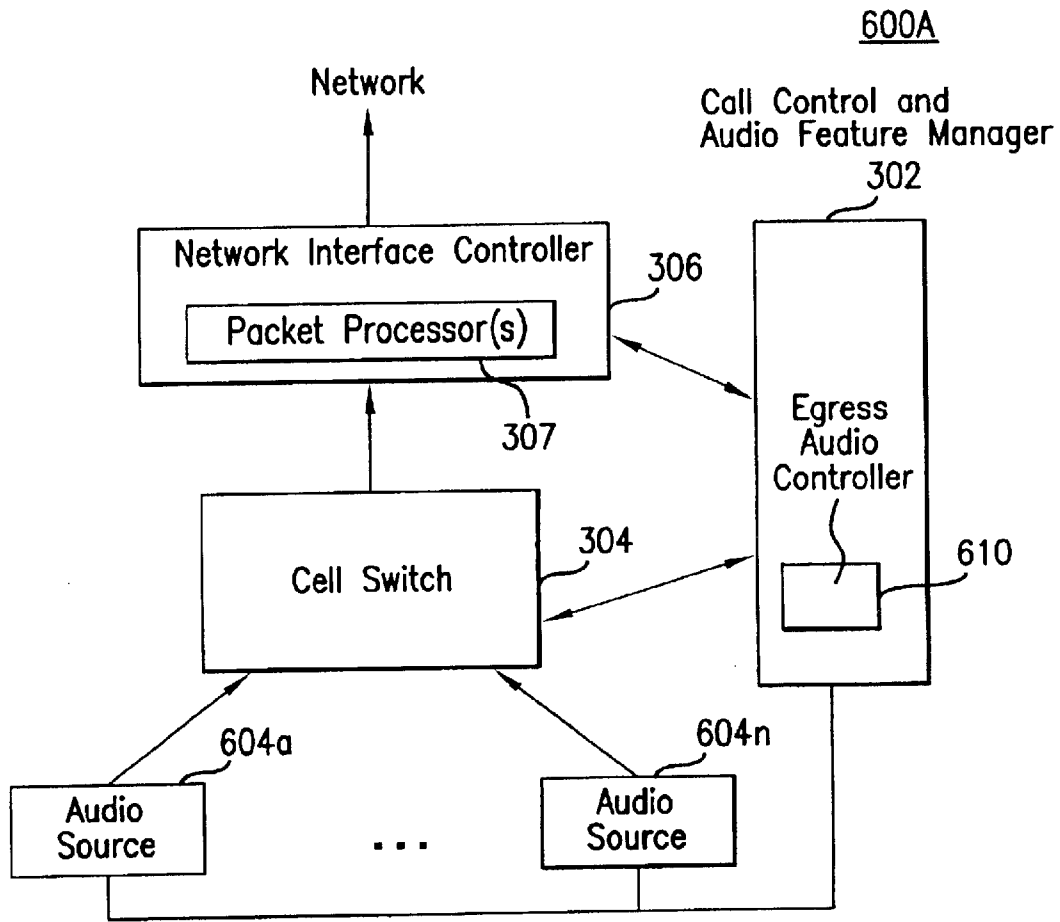 600A
Network
Call Control and
Audio Feature Manager
302
Network Interface Controller
306
Packet Processor(s)
307
Egress
Audio
Controller
304
Cell Switch
610
604a
604n
Audio
Source
...
Audio
Source